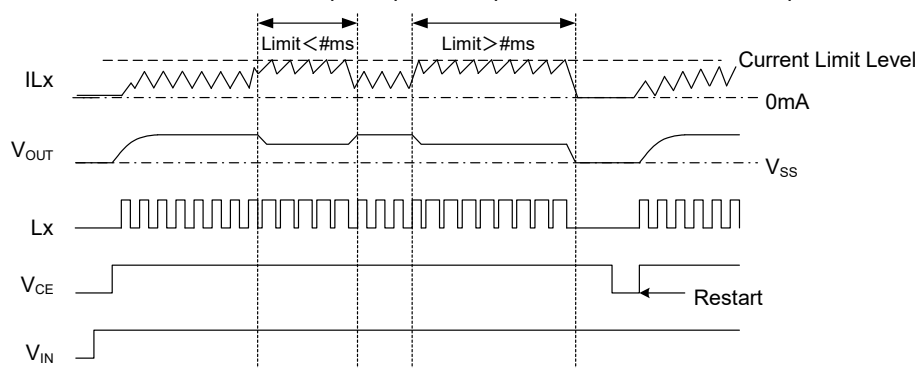 Limit＜#ms
Limit＞#ms
Current Limit Level
ILx
0mA
VOUT
VSS
Lx
VCE
Restart
VIN